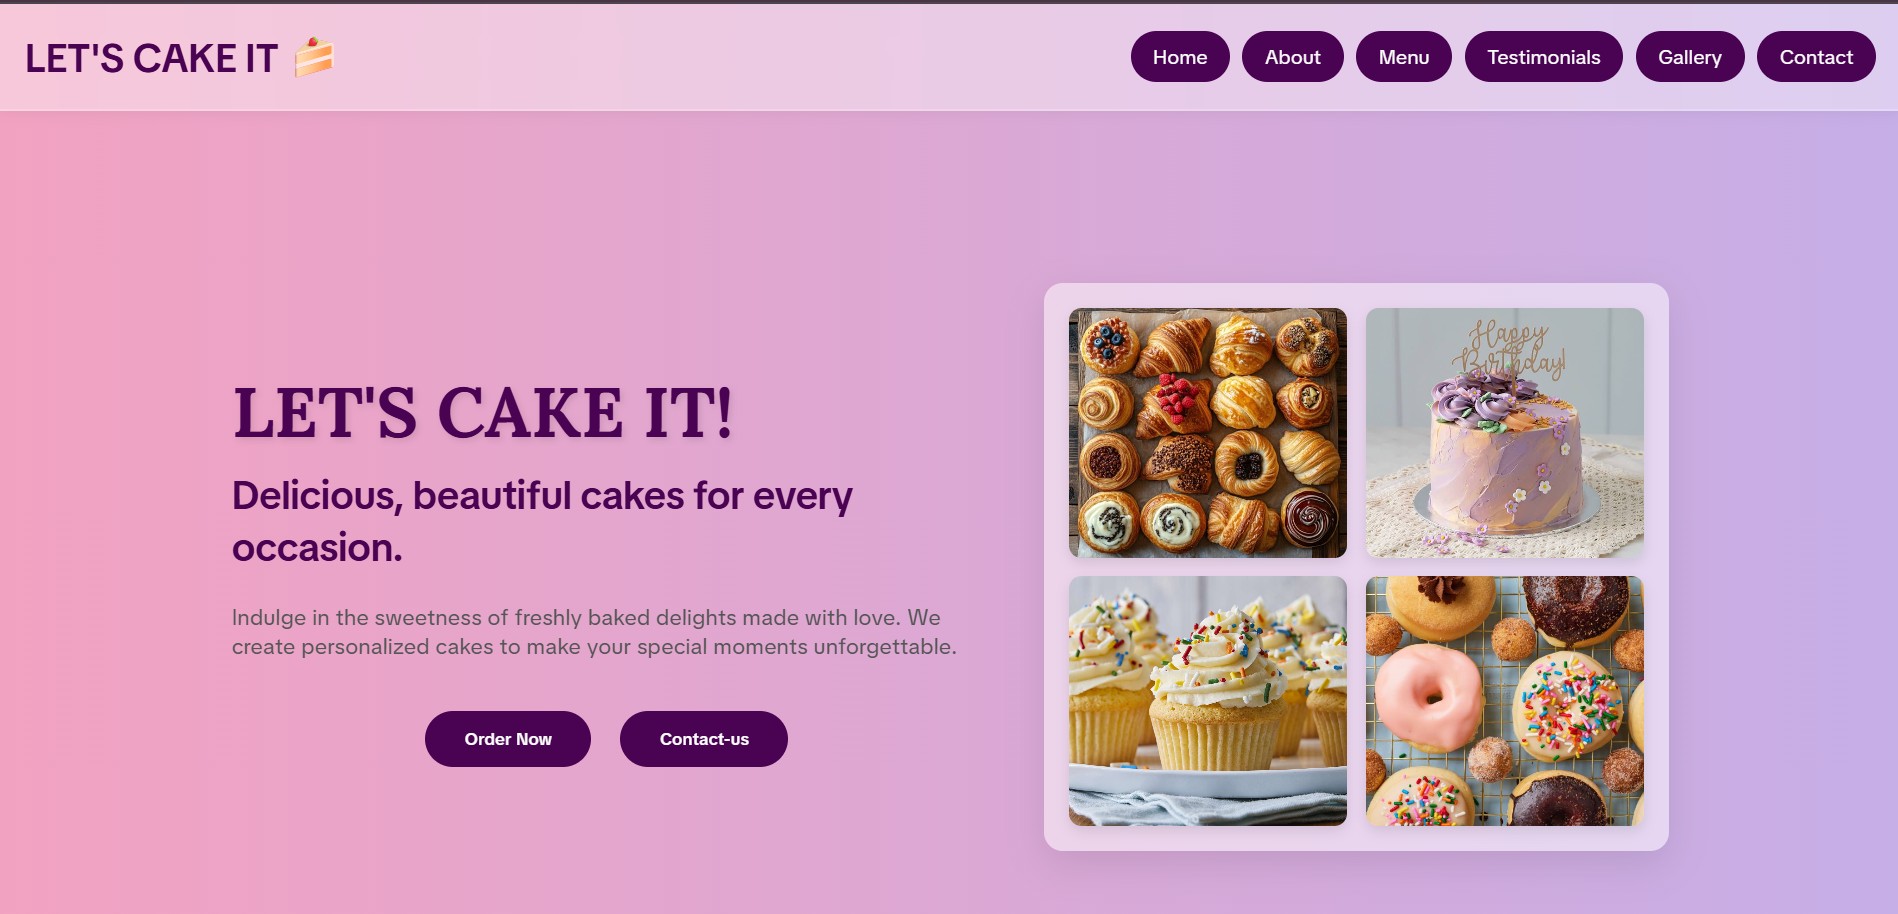 LET'S CAKE IT 🍰
Home About Menu Testimonials Gallery Contact
LET'S CAKE IT!
Delicious, beautiful cakes for every
occasion.
Indulge in the sweetness of freshly baked delights made with love. We
create personalized cakes to make your special moments unforgettable.
Order Now Contact-us
Happy
Birthday!